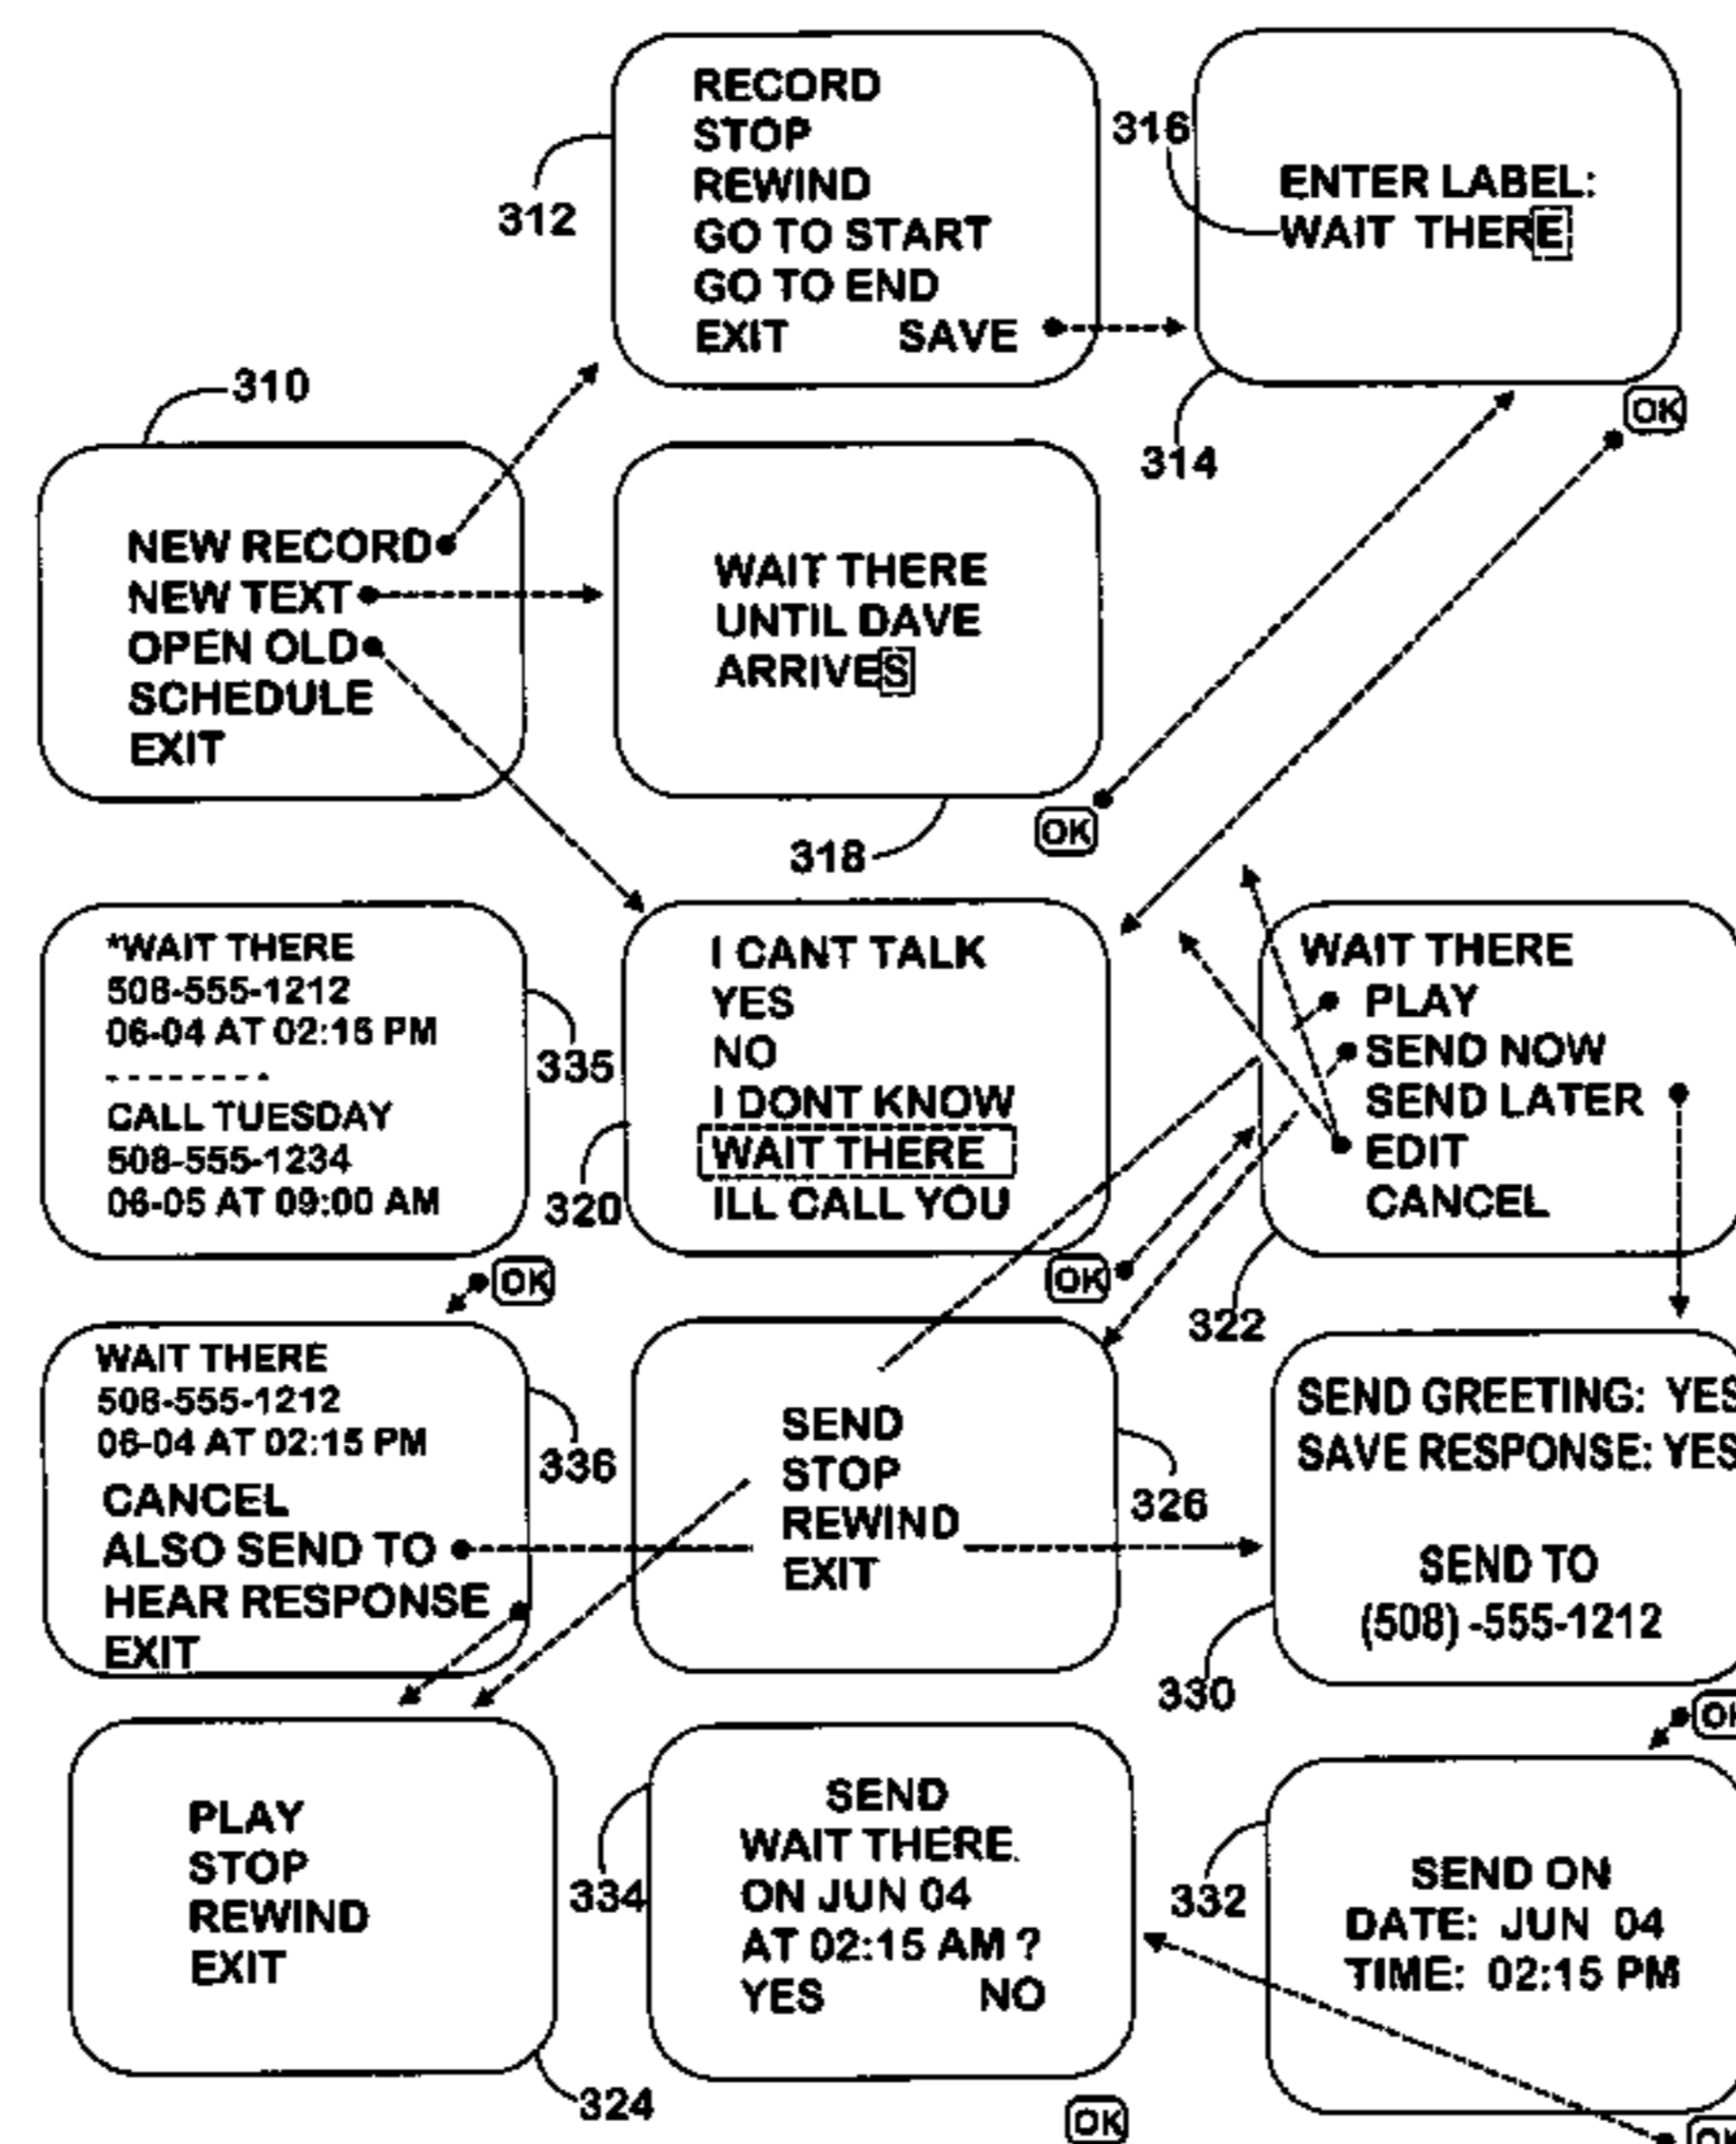 RECORD
STOP
REWIND
GO TO START
GO TO END
EXIT SAVE
312
316
ENTER LABEL:
WAIT THERE
OK
314
310
NEW RECORD
NEW TEXT
OPEN OLD
SCHEDULE
EXIT
WAIT THERE
UNTIL DAVE
ARRIVES
OK
318
*WAIT THERE
508-555-1212
06-04 AT 02:15 PM
--------
CALL TUESDAY
508-555-1234
06-05 AT 09:00 AM
OK
335
I CANT TALK
YES
NO
I DONT KNOW
WAIT THERE
ILL CALL YOU
320
OK
WAIT THERE
PLAY
SEND NOW
SEND LATER
EDIT
CANCEL
322
WAIT THERE
508-555-1212
06-04 AT 02:15 PM
CANCEL
ALSO SEND TO
HEAR RESPONSE
EXIT
336
SEND
STOP
REWIND
EXIT
326
SEND GREETING: YES
SAVE RESPONSE: YES
SEND TO
(508) -555-1212
330
OK
PLAY
STOP
REWIND
EXIT
324
SEND
WAIT THERE
ON JUN 04
AT 02:15 AM ?
YES NO
334
OK
SEND ON
DATE: JUN 04
TIME: 02:15 PM
332
OK